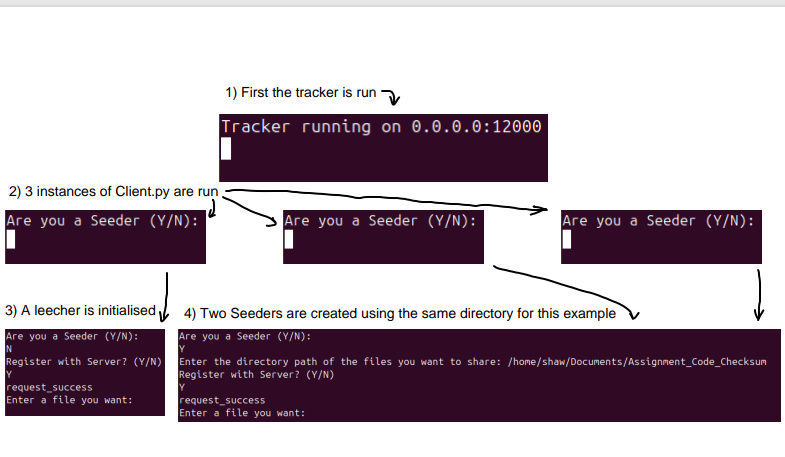 1) First the tracker is run
Tracker running on 0.0.0.0:12000
2) 3 instances of Client.py are run
Are you a Seeder (Y/N):
Are you a Seeder (Y/N):
Are you a Seeder (Y/N):
3) A leecher is initialised
Are you a Seeder (Y/N):
N
Register with Server? (Y/N)
Y
request_success
Enter a file you want:
4) Two Seeders are created using the same directory for this example
Are you a Seeder (Y/N):
Y
Enter the directory path of the files you want to share: /home/shaw/Documents/Assignment_Code_Checksum
Register with Server? (Y/N)
Y
request_success
Enter a file you want: